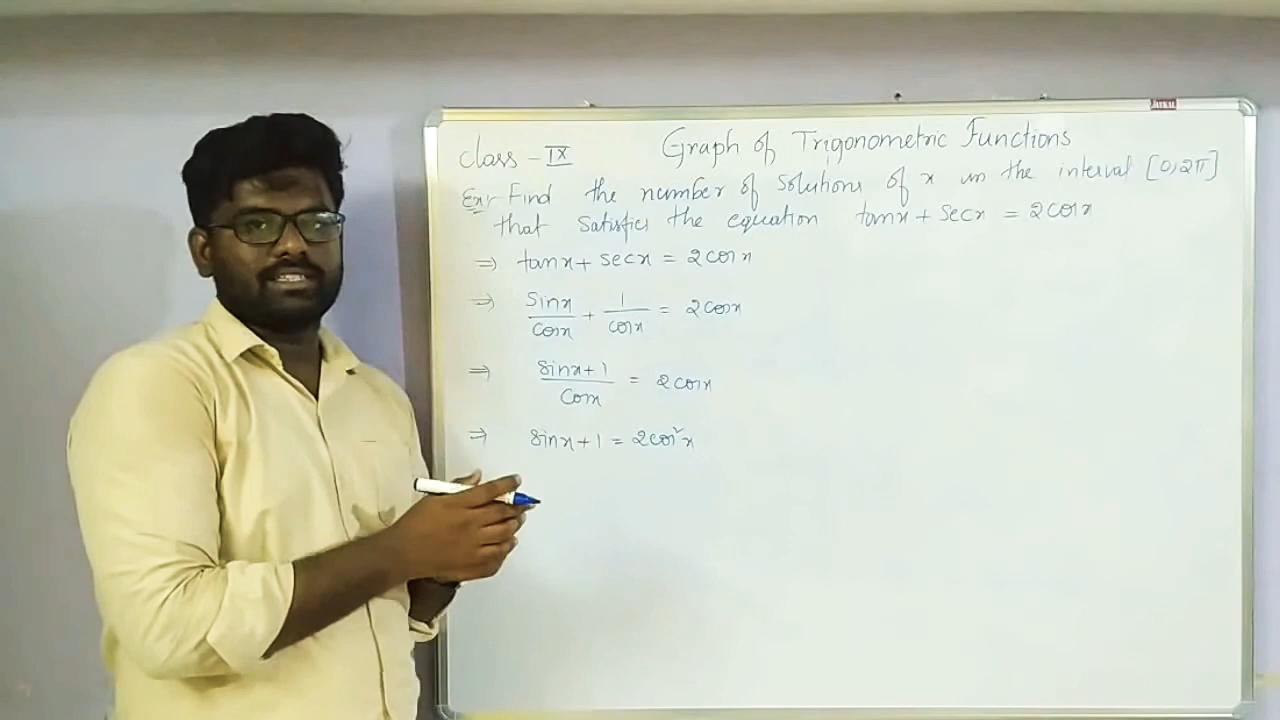 JAYKAL
Class - IX
Graph of Trigonometric Functions
Ex:- Find the number of solutions of x in the interval [0,2π]
that satisfies the equation tanx + secx = 2cosx
⇒ tanx + secx = 2cosx
⇒ sinx/cosx + 1/cosx = 2cosx
⇒ sinx+1/cosx = 2cosx
⇒ sinx+1 = 2cos²x